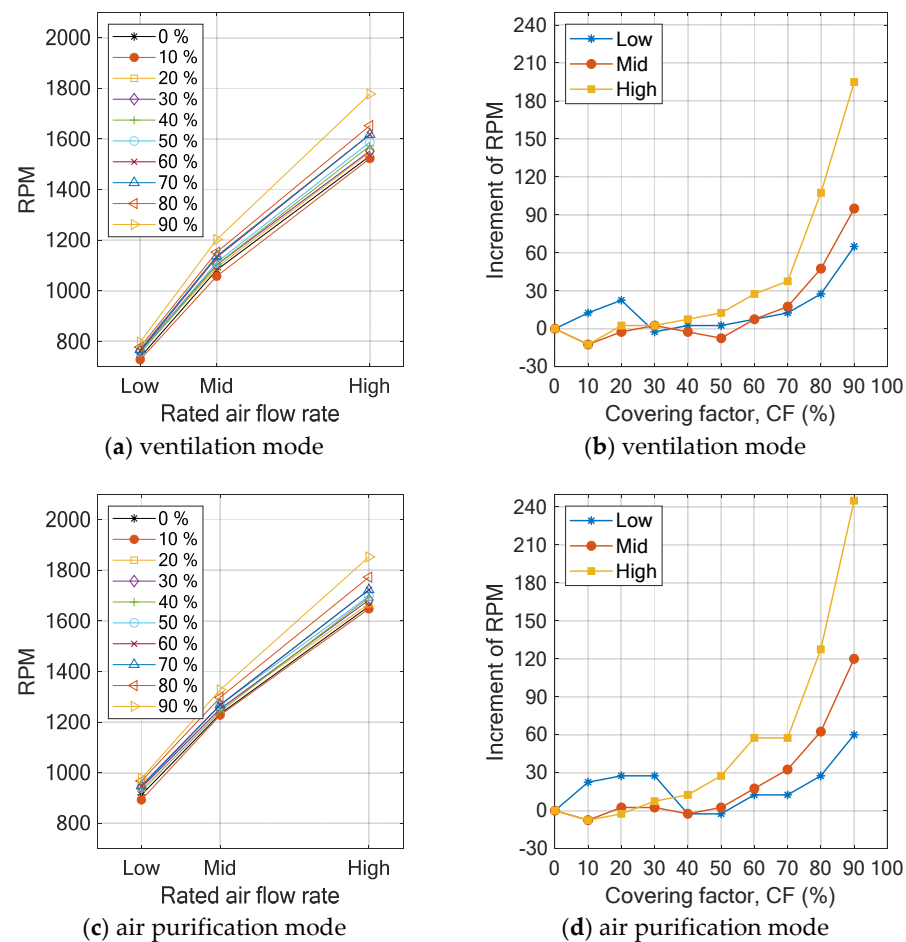 2000
1800
1600
1400
1200
1000
800
RPM
0 %
10 %
20 %
30 %
40 %
50 %
60 %
70 %
80 %
90 %
Low Mid High
Rated air flow rate
(a) ventilation mode
240
210
180
150
120
90
60
30
0
-30
Increment of RPM
Low
Mid
High
0 10 20 30 40 50 60 70 80 90 100
Covering factor, CF (%)
(b) ventilation mode
2000
1800
1600
1400
1200
1000
800
RPM
0 %
10 %
20 %
30 %
40 %
50 %
60 %
70 %
80 %
90 %
Low Mid High
Rated air flow rate
(c) air purification mode
240
210
180
150
120
90
60
30
0
-30
Increment of RPM
Low
Mid
High
0 10 20 30 40 50 60 70 80 90 100
Covering factor, CF (%)
(d) air purification mode